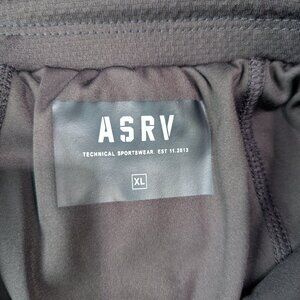 ASRV
TECHNICAL SPORTSWEAR. EST 11.2013
XL